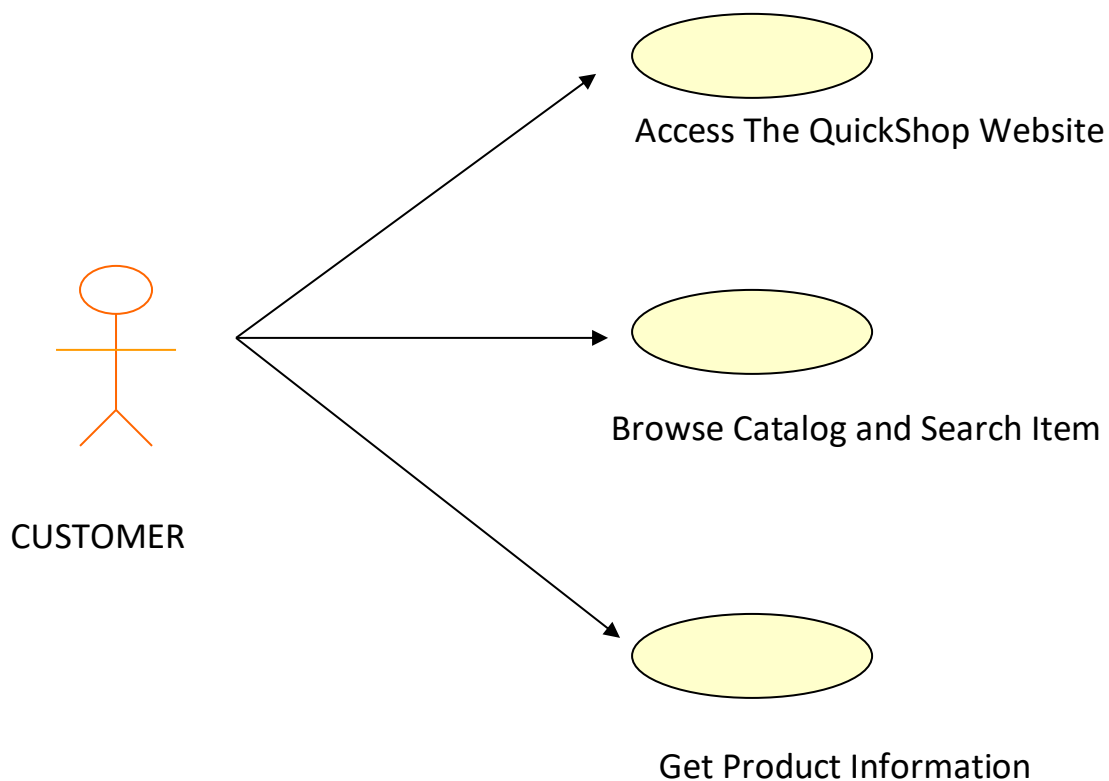 Access The QuickShop Website
Browse Catalog and Search Item
CUSTOMER
Get Product Information